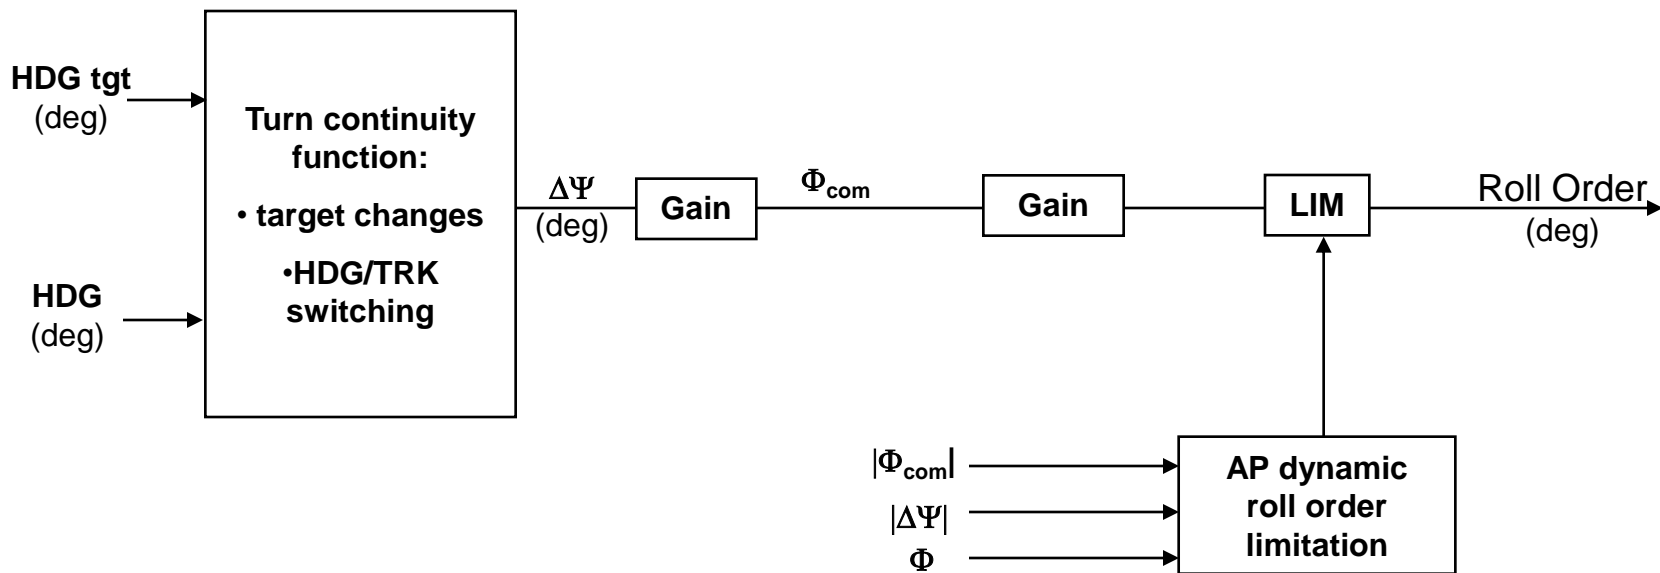 HDG tgt
(deg)
HDG
(deg)
Turn continuity
function:
• target changes
•HDG/TRK
switching
ΔΨ
(deg)
Gain
Φcom
Gain
LIM
Roll Order
(deg)
|Φcom|
|ΔΨ|
Φ
AP dynamic
roll order
limitation